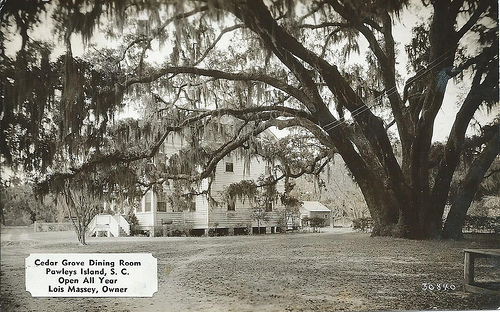 Cedar Grove Dining Room
Pawleys Island, S. C.
Open All Year
Lois Massey, Owner
30840